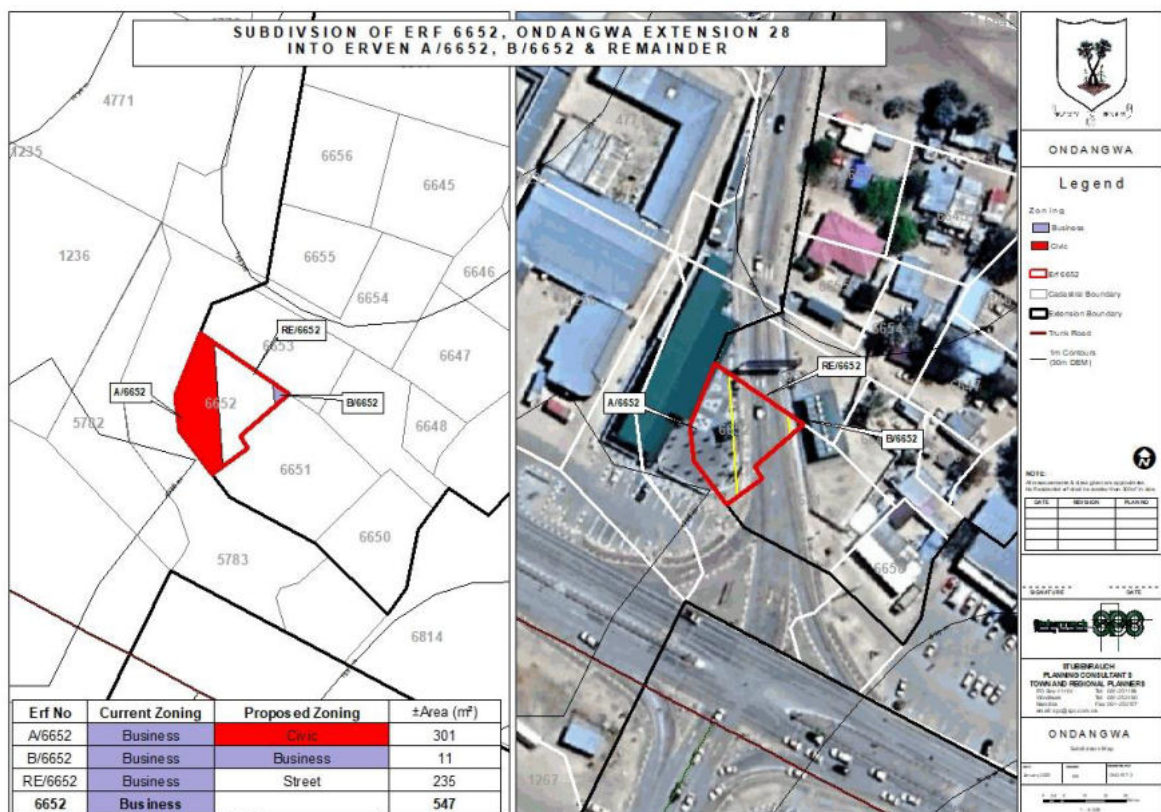 SUBDIVSION OF ERF 6652, ONDANGWA EXTENSION 28
INTO ERVEN A/6652, B/6652 & REMAINDER
4771
1235
6656
6645
1236
6655
6646
6654
RE/6652
6653
6647
A/6652
6652
B/6652
5782
6648
6651
6650
5783
6814
Erf No Current Zoning Proposed Zoning ±Area (m²)
A/6652 Business Civic 301
B/6652 Business Business 11
RE/6652 Business Street 235
6652 Business 547
RE/6652
A/6652
B/6652
1267
ONDANGWA
Legend
Zoning
Business
Civic
Erf 6652
Cadastral Boundary
Extension Boundary
Trunk Road
1m Contours
(30m DEM)
NOTE:
DATE REVISION PLAN NO
SIGNATURE DATE
STUBENRAUCH
PLANNING CONSULTANTS
TOWN AND REGIONAL PLANNERS
ONDANGWA
Subdivision Map